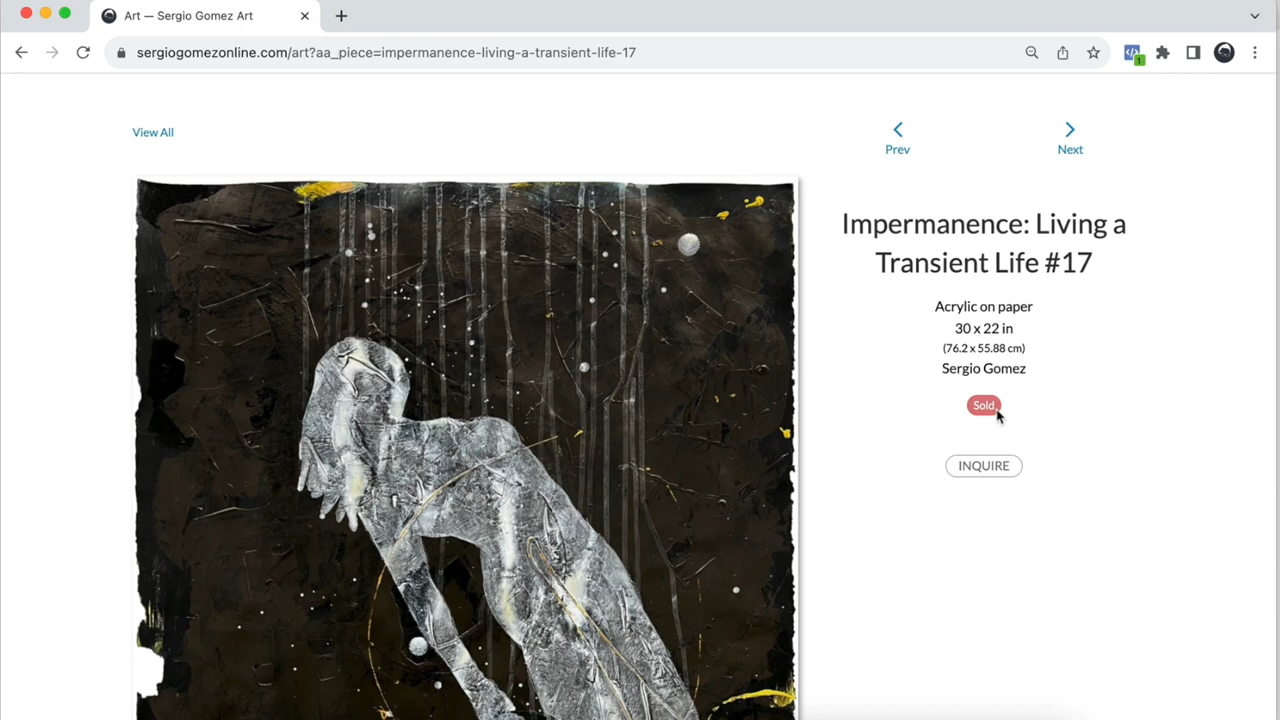 Art — Sergio Gomez Art
sergiogomezonline.com/art?aa_piece=impermanence-living-a-transient-life-17
1
View All
Prev
Next
Impermanence: Living a
Transient Life #17
Acrylic on paper
30 x 22 in
(76.2 x 55.88 cm)
Sergio Gomez
Sold
INQUIRE